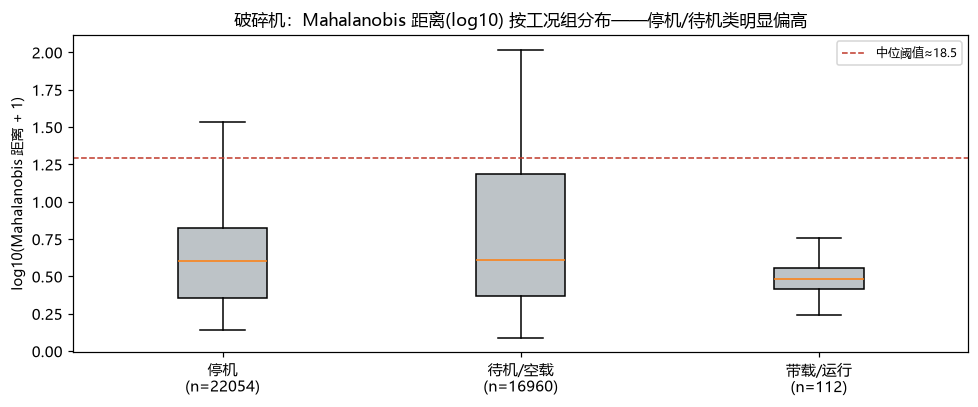 破碎机：Mahalanobis 距离(log10) 按工况组分布——停机/待机类明显偏高
中位阈值≈18.5
log10(Mahalanobis 距离 + 1)
2.00
1.75
1.50
1.25
1.00
0.75
0.50
0.25
0.00
停机
(n=22054)
待机/空载
(n=16960)
带载/运行
(n=112)